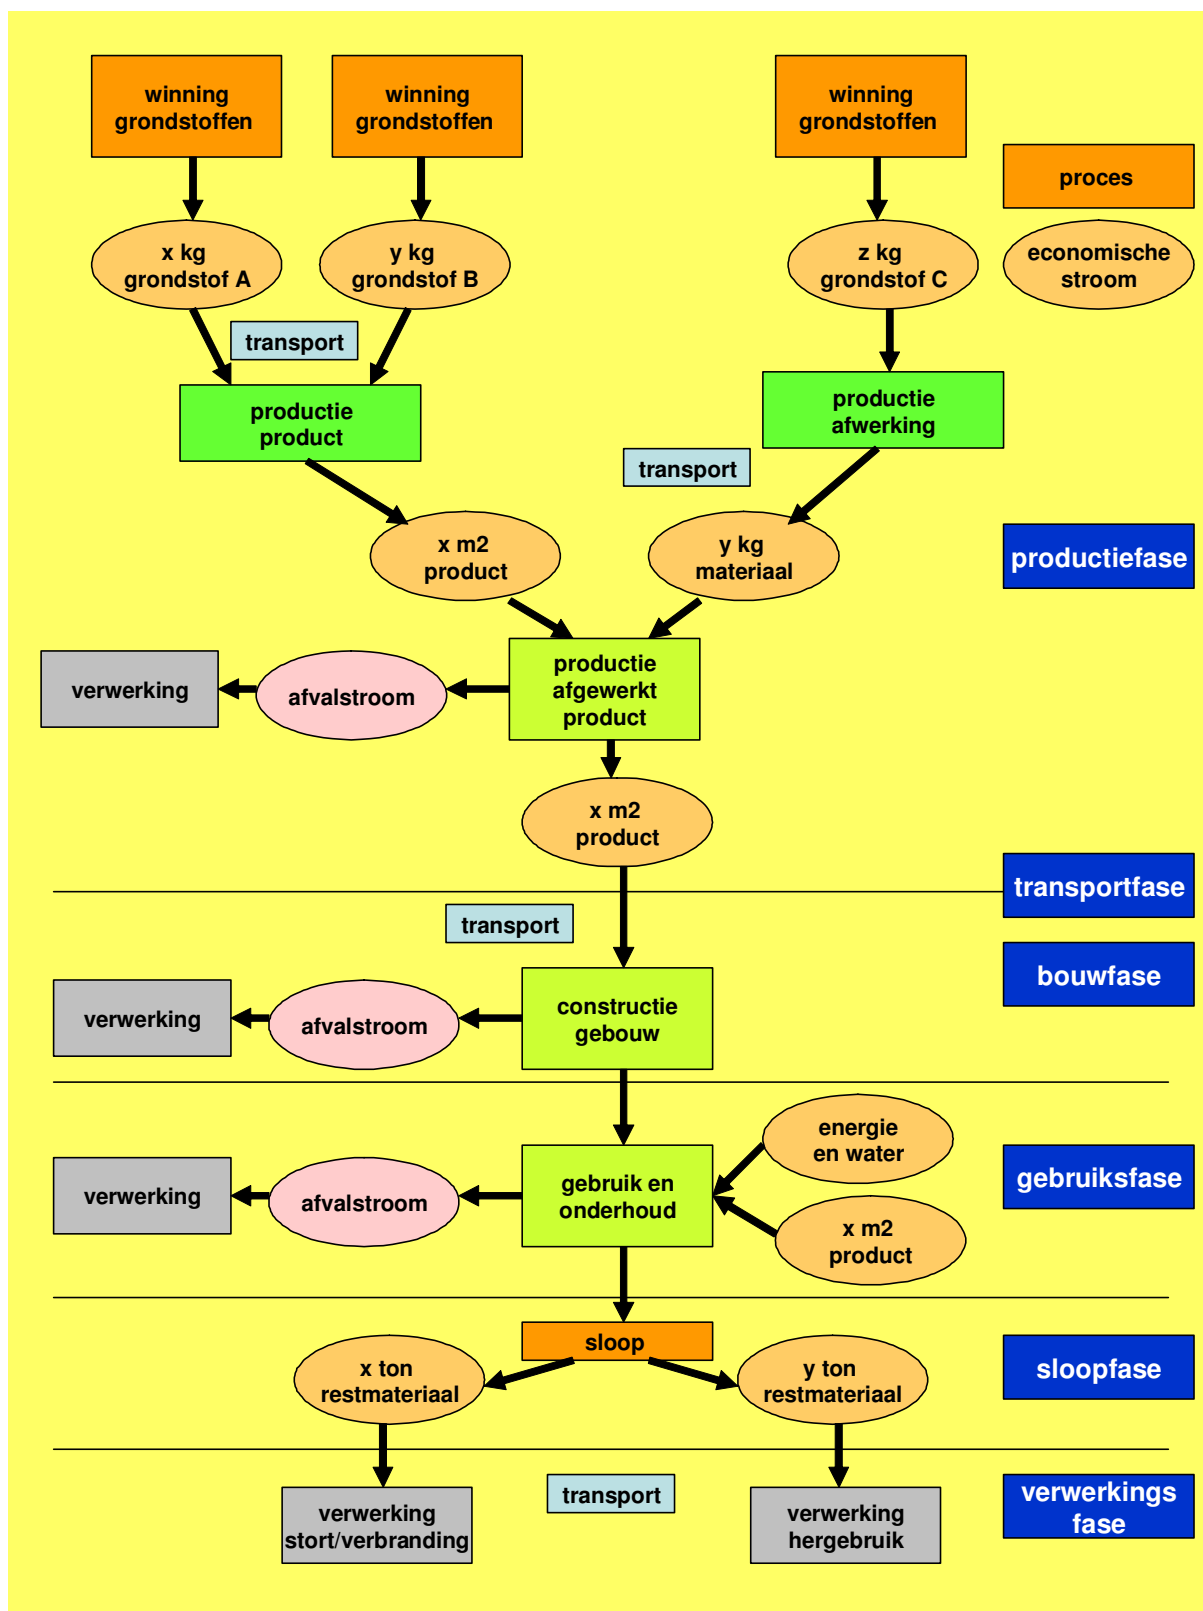 winning
grondstoffen
winning
grondstoffen
winning
grondstoffen
proces
x kg
grondstof A
y kg
grondstof B
z kg
grondstof C
economische
stroom
transport
productie
product
productie
afwerking
transport
x m2
product
y kg
materiaal
productiefase
verwerking
afvalstroom
productie
afgewerkt
product
x m2
product
transportfase
transport
bouwfase
verwerking
afvalstroom
constructie
gebouw
energie
en water
verwerking
afvalstroom
gebruik en
onderhoud
gebruiksfase
x m2
product
sloop
x ton
restmateriaal
y ton
restmateriaal
sloopfase
verwerking
stort/verbranding
transport
verwerking
hergebruik
verwerkings
fase